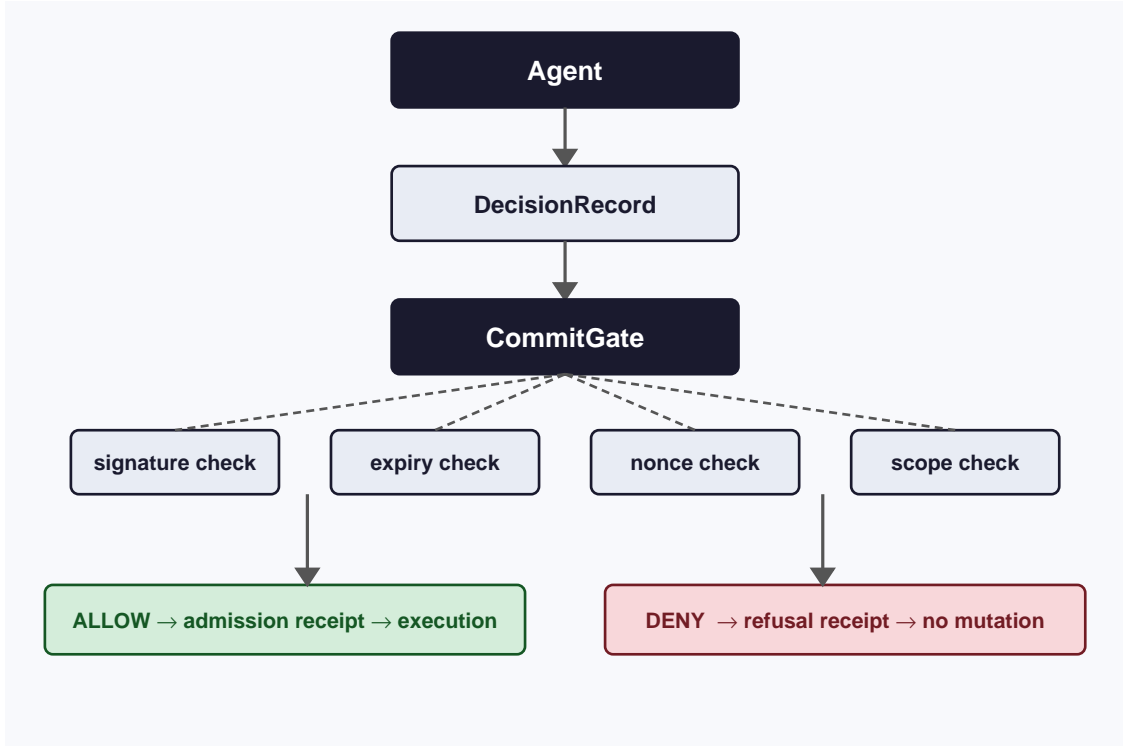 Agent
DecisionRecord
CommitGate
signature check
expiry check
nonce check
scope check
ALLOW → admission receipt → execution
DENY → refusal receipt → no mutation